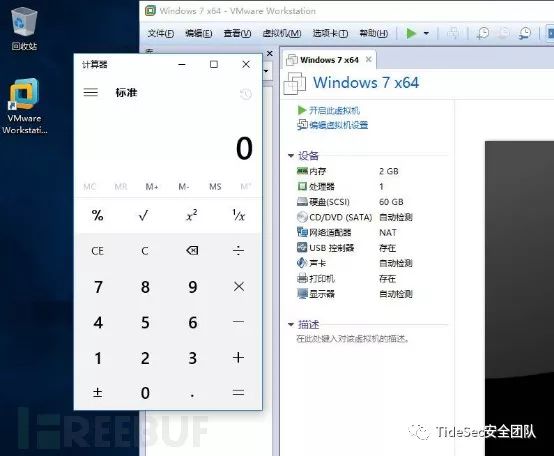 回收站
VMware
Workstati...
Windows 7 x64 - VMware Workstation
文件(F) 编辑(E) 查看(V) 虚拟机(M) 选项卡(T) 帮助(H)
库
Windows 7 x64
Windows 7 x64
开启此虚拟机
编辑虚拟机设置
设备
内存 2 GB
处理器 1
硬盘(SCSI) 60 GB
CD/DVD (SATA) 自动检测
网络适配器 NAT
USB 控制器 存在
声卡 自动检测
打印机 存在
显示器 自动检测
描述
在此处键入对该虚拟机的描述。
计算器
标准
0
MC MR M+ M- MS M˅
% √ x² ¹/x
CE C ÷
7 8 9 ×
4 5 6 −
1 2 3 +
± 0 . =
FREEBUF
TideSec安全团队